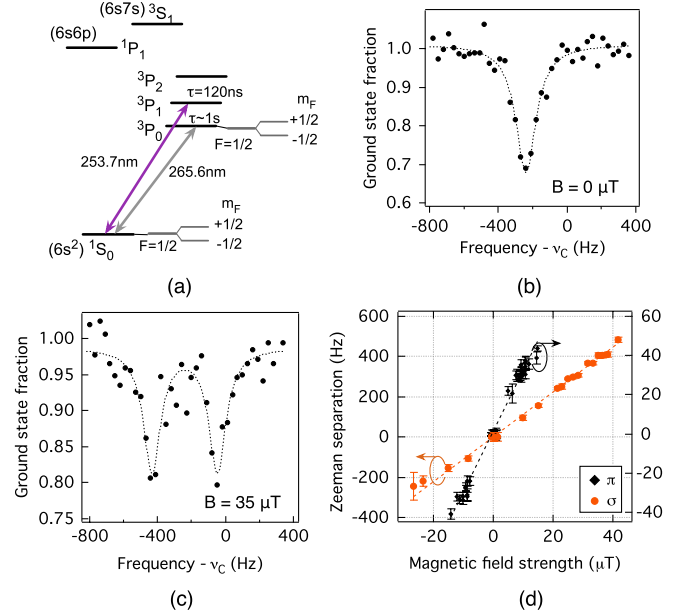 (6s7s) ³S₁
(6s6p)
¹P₁
³P₂
³P₁
τ=120ns
³P₀
τ~1s
F=1/2
m_F
+1/2
-1/2
253.7nm
265.6nm
m_F
+1/2
-1/2
(6s²) ¹S₀
F=1/2
(a)
Ground state fraction
1.0
0.9
0.8
0.7
0.6
B = 0 µT
-800
-400
0
400
Frequency - ν_C (Hz)
(b)
Ground state fraction
1.00
0.95
0.90
0.85
0.80
0.75
B = 35 µT
-800
-400
0
400
Frequency - ν_C (Hz)
(c)
Zeeman separation (Hz)
600
400
200
0
-200
-400
60
40
20
0
-20
-40
π
σ
-20
0
20
40
Magnetic field strength (µT)
(d)